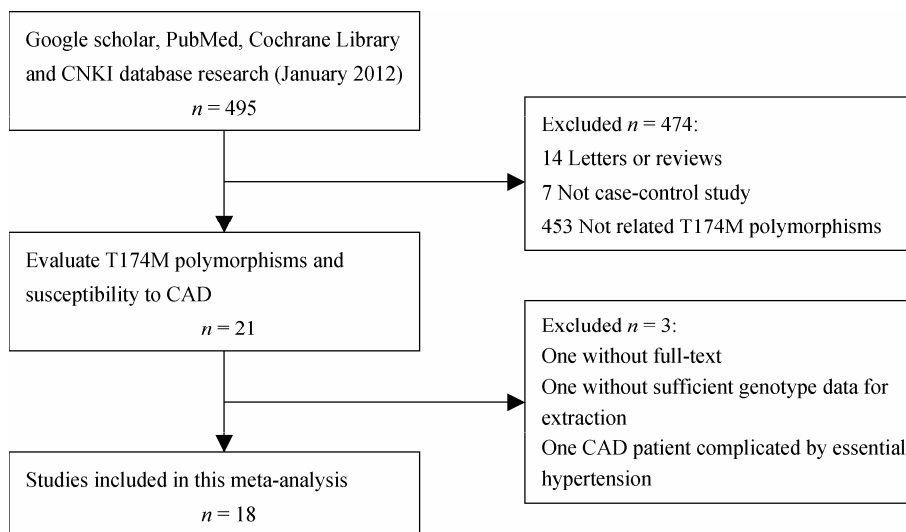 Google scholar, PubMed, Cochrane Library
and CNKI database research (January 2012)
n = 495
Excluded n = 474:
14 Letters or reviews
7 Not case-control study
453 Not related T174M polymorphisms
Evaluate T174M polymorphisms and
susceptibility to CAD
n = 21
Excluded n = 3:
One without full-text
One without sufficient genotype data for
extraction
One CAD patient complicated by essential
hypertension
Studies included in this meta-analysis
n = 18